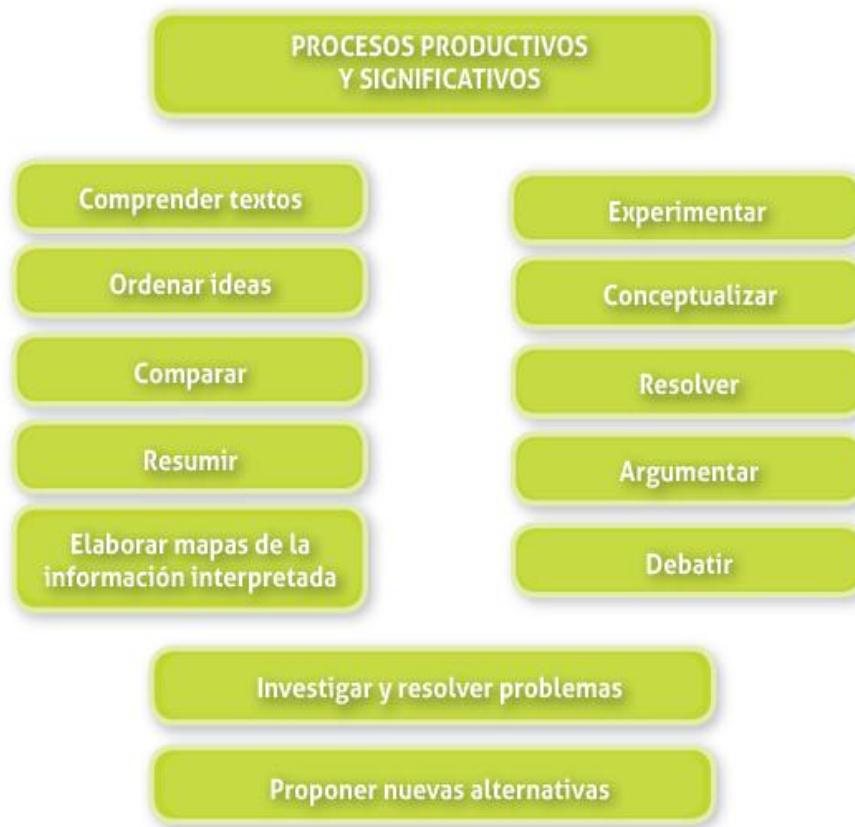 PROCESOS PRODUCTIVOS
Y SIGNIFICATIVOS
Comprender textos
Ordenar ideas
Comparar
Resumir
Elaborar mapas de la
información interpretada
Experimentar
Conceptualizar
Resolver
Argumentar
Debatir
Investigar y resolver problemas
Proponer nuevas alternativas